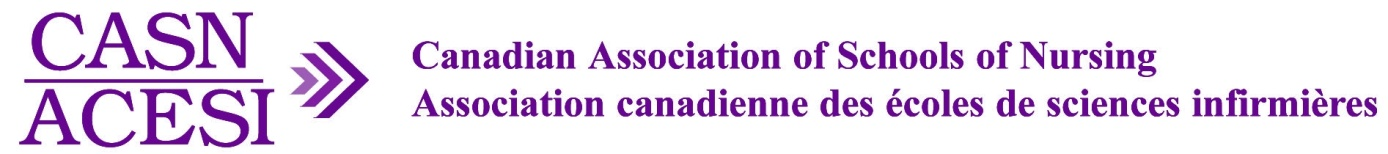 CASN
ACESI
Canadian Association of Schools of Nursing
Association canadienne des écoles de sciences infirmières